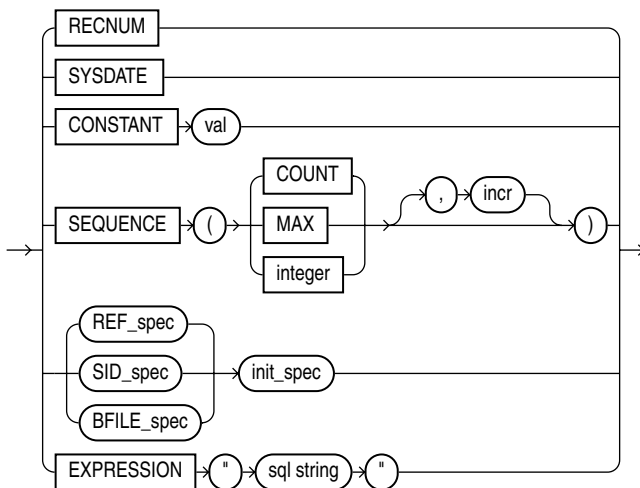 RECNUM
SYSDATE
CONSTANT val
COUNT
, incr
SEQUENCE ( MAX )
integer
REF_spec
SID_spec init_spec
BFILE_spec
EXPRESSION " sql string "